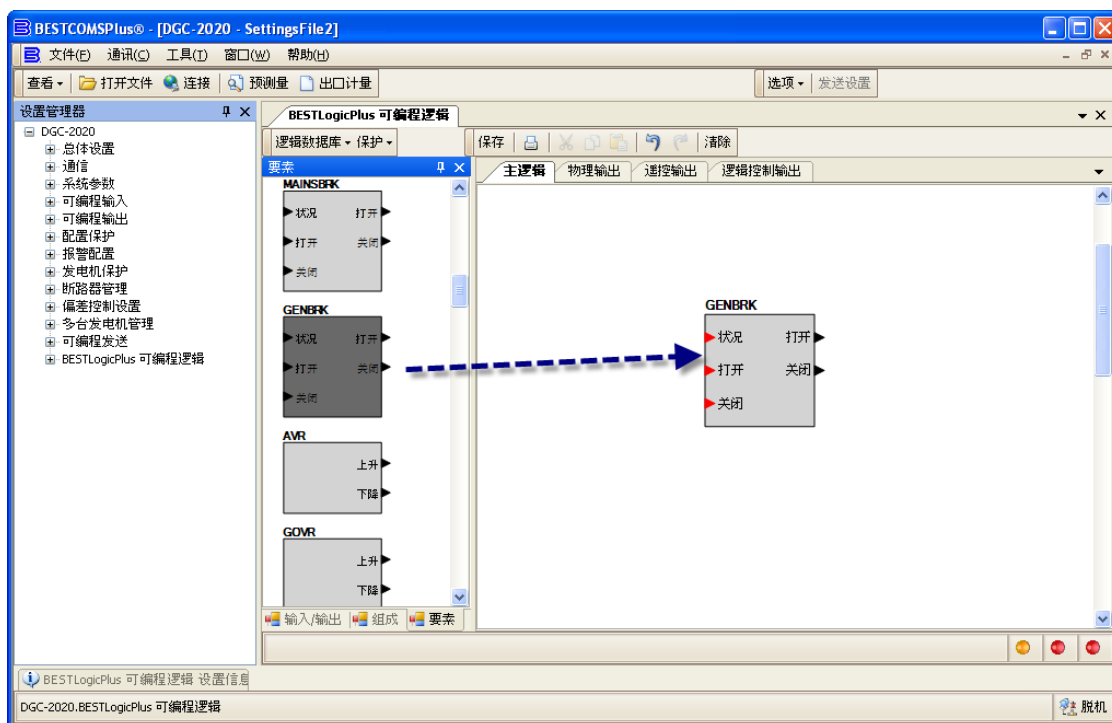 BESTCOMSPlus® - [DGC-2020 - SettingsFile2]
文件(F) 通讯(C) 工具(T) 窗口(W) 帮助(H)
查看 打开文件 连接 预测量 出口计量 选项 发送设置
设置管理器
DGC-2020
总体设置
通信
系统参数
可编程输入
可编程输出
配置保护
报警配置
发电机保护
断路器管理
偏差控制设置
多台发电机管理
可编程发送
BESTLogicPlus 可编程逻辑
BESTLogicPlus 可编程逻辑
逻辑数据库 保护 保存 清除
要素
MAINSBRK
状况 打开
打开 关闭
关闭
GENBRK
状况 打开
打开 关闭
关闭
AVR
上升
下降
GOVR
上升
下降
输入/输出 组成 要素
主逻辑 物理输出 遥控输出 逻辑控制输出
GENBRK
状况 打开
打开 关闭
关闭
BESTLogicPlus 可编程逻辑 设置信息
DGC-2020.BESTLogicPlus 可编程逻辑 脱机